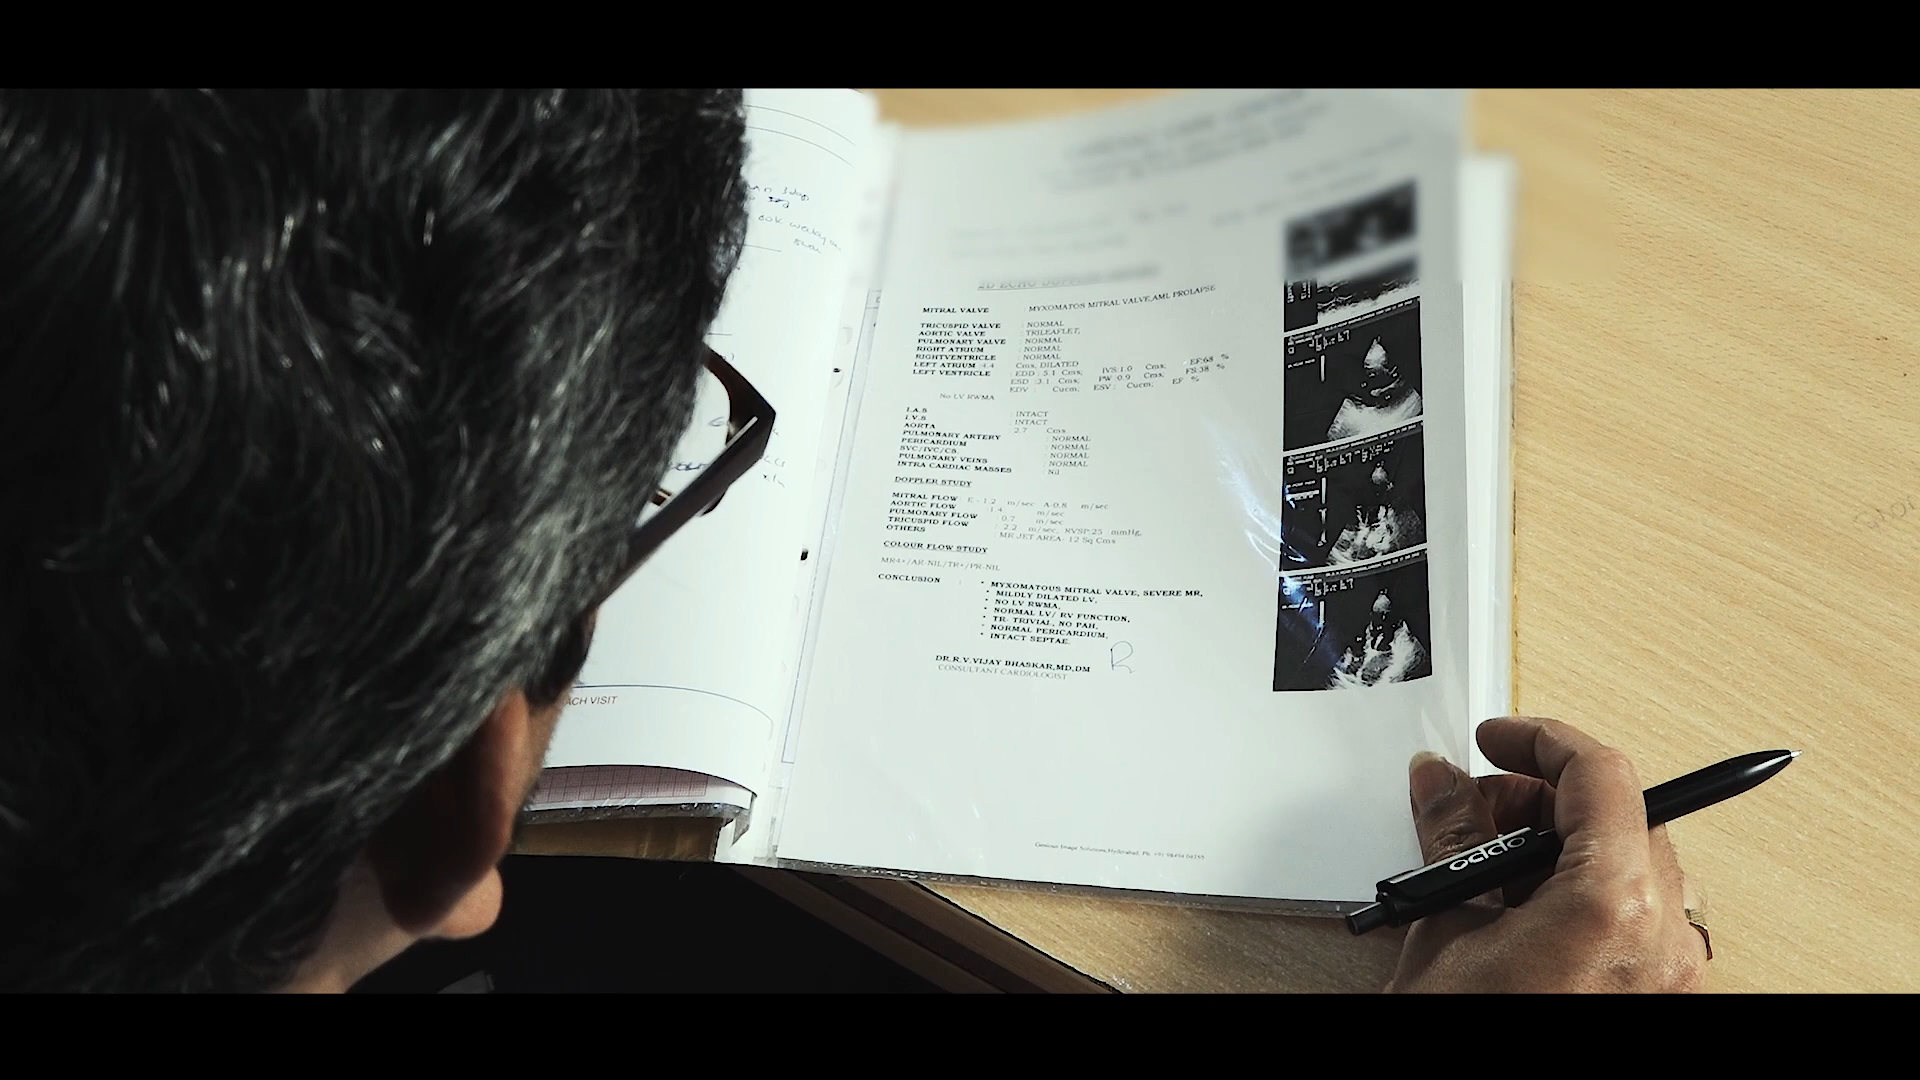 ACH VISIT
MITRAL VALVE MYXOMATOS MITRAL VALVE,AML PROLAPSE
TRICUSPID VALVE : NORMAL
AORTIC VALVE : TRILEAFLET,
PULMONARY VALVE : NORMAL
RIGHT ATRIUM : NORMAL
RIGHTVENTRICLE : NORMAL
LEFT ATRIUM 4.4 Cms, DILATED
LEFT VENTRICLE : EDD : 5.1 Cms; IVS:1.0 Cms; EF:68 %
ESD :3.1 Cms; PW :0.9 Cms; FS:38 %
EDV : Cucm; ESV : Cucm; EF %
No LV RWMA
I.A.S : INTACT
I.V.S : INTACT
AORTA 2.7 Cms
PULMONARY ARTERY : NORMAL
PERICARDIUM : NORMAL
SVC/IVC/CS. : NORMAL
PULMONARY VEINS : NORMAL
INTRA CARDIAC MASSES : Nil
DOPPLER STUDY
MITRAL FLOW E - 1.2 m/sec A-0.8 m/sec
AORTIC FLOW 1.4 m/sec
PULMONARY FLOW : 0.7 m/sec
TRICUSPID FLOW : 2.2 m/sec, RVSP:25 mmHg,
OTHERS : MR JET AREA- 12 Sq Cms
COLOUR FLOW STUDY
MR4+/AR-NIL/TR+/PR-NIL
CONCLUSION :
• MYXOMATOUS MITRAL VALVE, SEVERE MR,
• MILDLY DILATED LV,
• NO LV RWMA,
• NORMAL LV/ RV FUNCTION,
• TR- TRIVIAL, NO PAH,
• NORMAL PERICARDIUM,
• INTACT SEPTAE.
DR.R.V.VIJAY BHASKAR,MD,DM
CONSULTANT CARDIOLOGIST
oddo